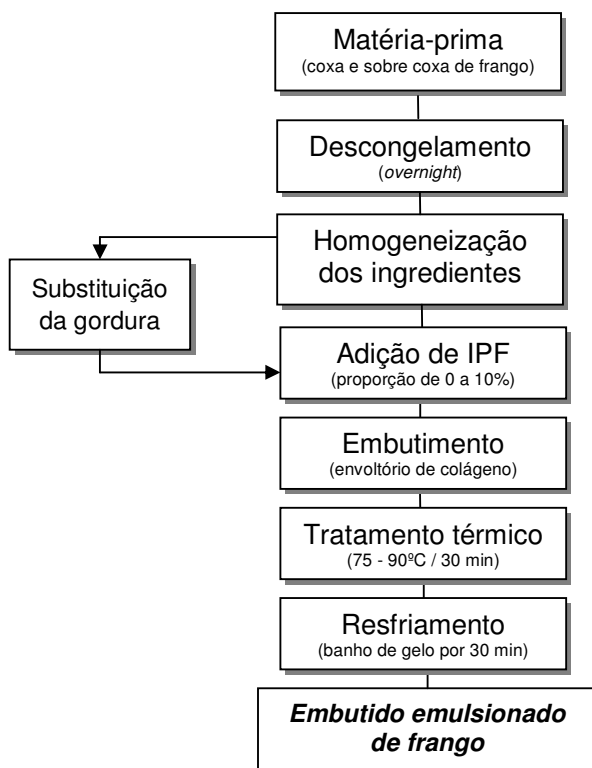 Matéria-prima
(coxa e sobre coxa de frango)
Descongelamento
(overnight)
Homogeneização
dos ingredientes
Substituição
da gordura
Adição de IPF
(proporção de 0 a 10%)
Embutimento
(envoltório de colágeno)
Tratamento térmico
(75 - 90ºC / 30 min)
Resfriamento
(banho de gelo por 30 min)
Embutido emulsionado
de frango